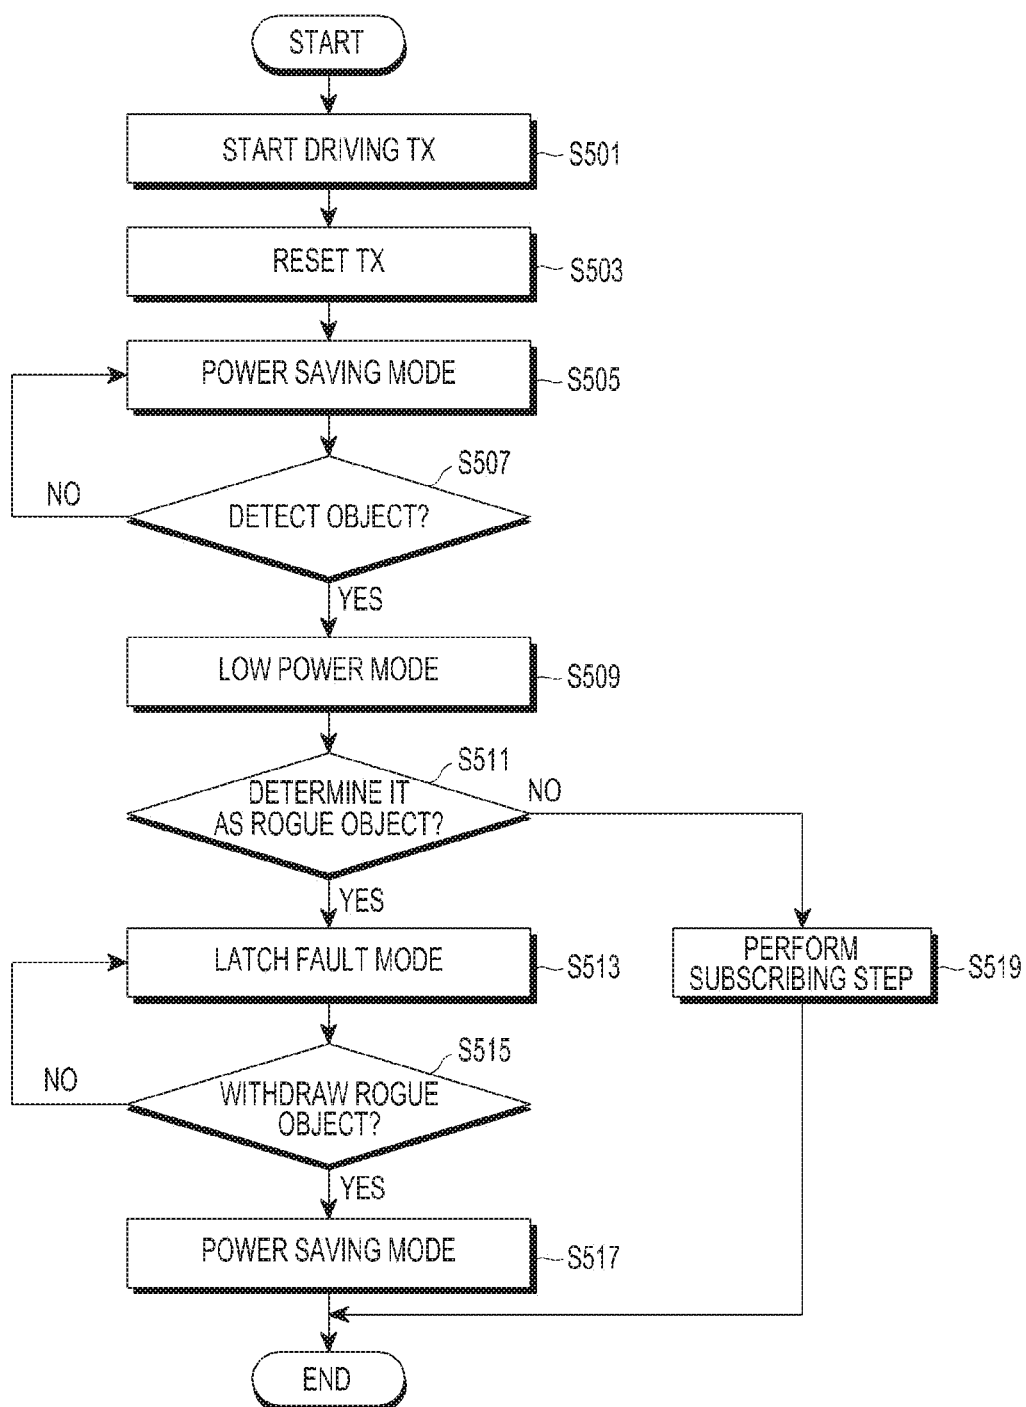 START
START DRIVING TX
S501
RESET TX
S503
POWER SAVING MODE
S505
S507
NO
DETECT OBJECT?
YES
LOW POWER MODE
S509
S511
DETERMINE IT
AS ROGUE OBJECT?
NO
YES
LATCH FAULT MODE
S513
PERFORM
SUBSCRIBING STEP
S519
S515
NO
WITHDRAW ROGUE
OBJECT?
YES
POWER SAVING MODE
S517
END